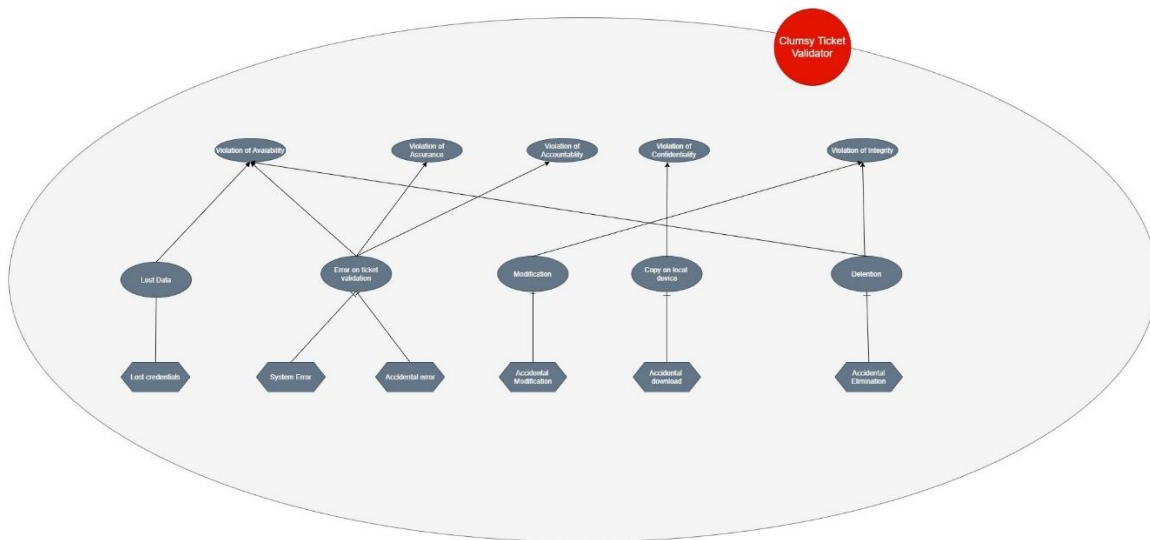 Clumsy Ticket
Validator
Violation of Avaiability
Violation of
Assurance
Violation of
Accountablity
Violation of
Confidentiality
Violation of Integrity
Lost Data
Error on ticket
validation
Modification
Copy on local
device
Delention
Lost credentials
System Error
Accidental error
Accidental
Modification
Accidental
download
Accidental
Elimination